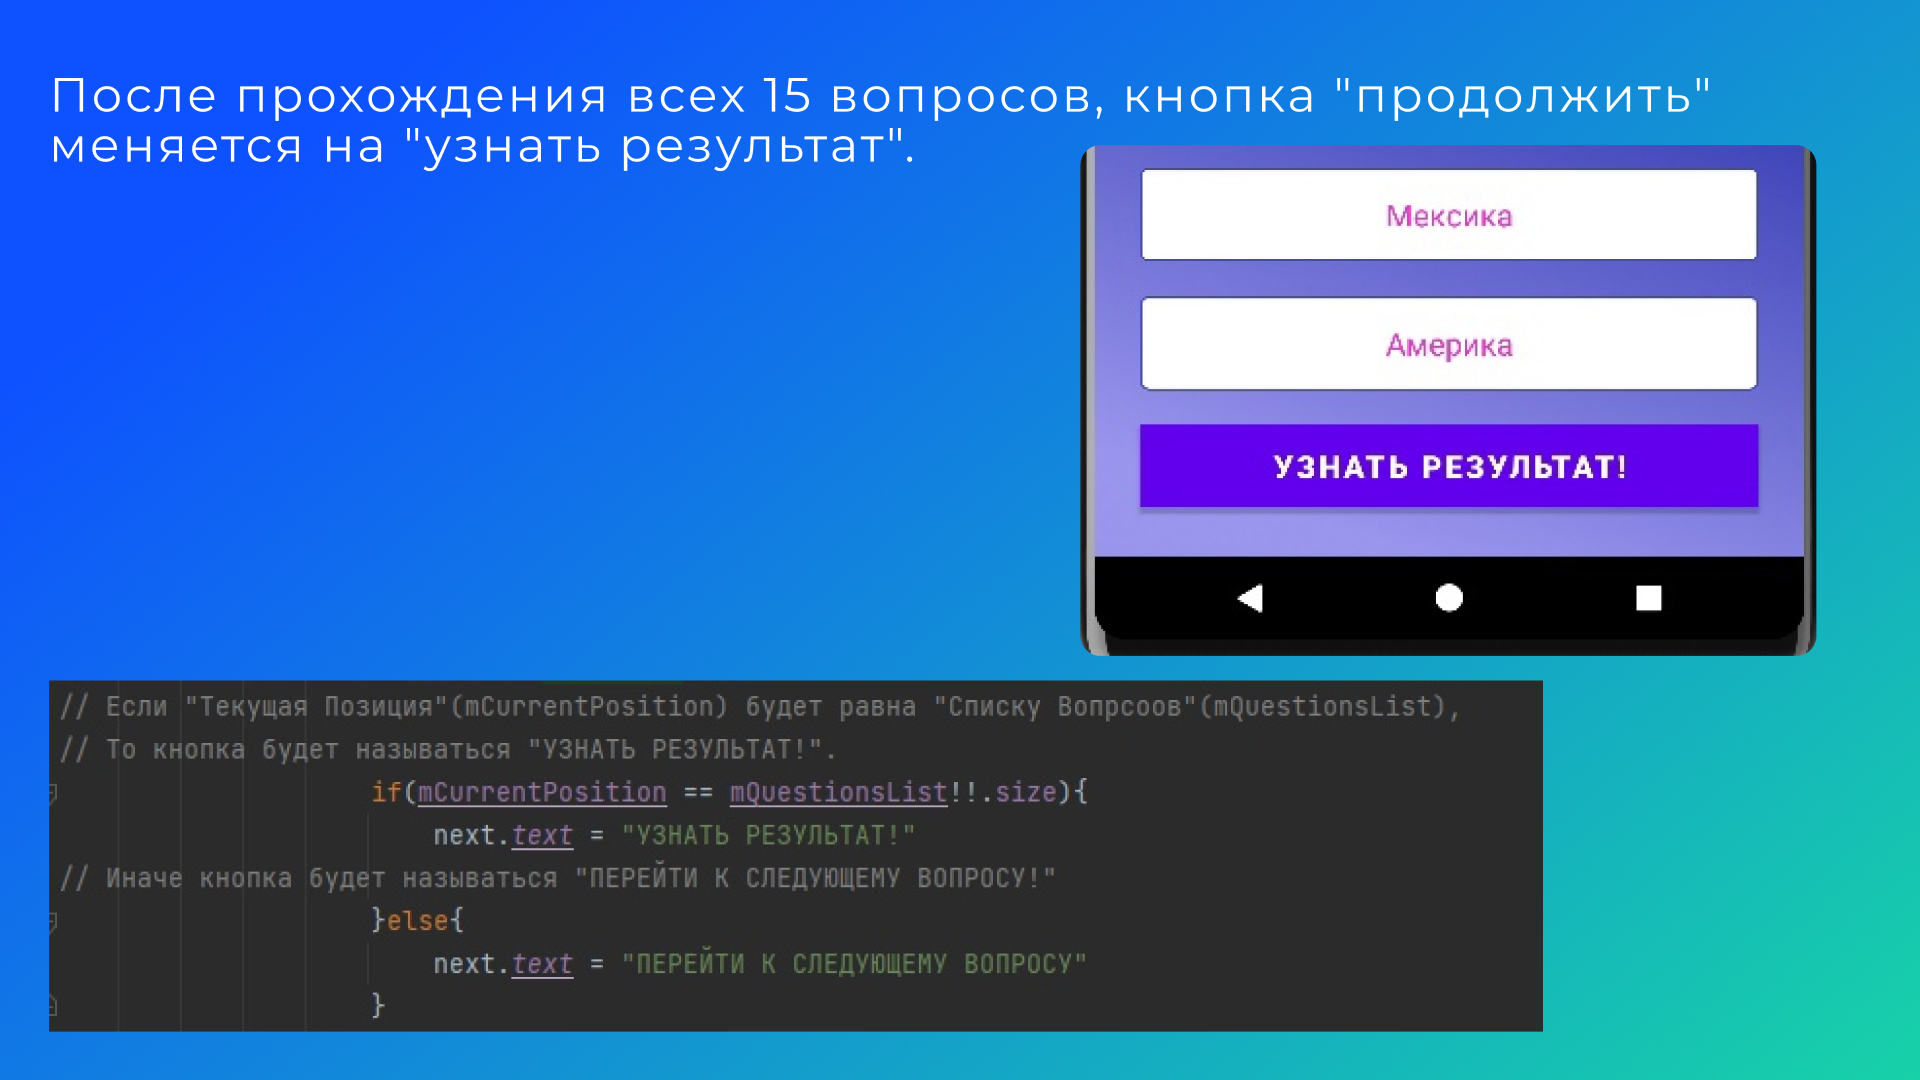 После прохождения всех 15 вопросов, кнопка "продолжить"
меняется на "узнать результат".
Мексика
Америка
УЗНАТЬ РЕЗУЛЬТАТ!
// Если "Текущая Позиция"(mCurrentPosition) будет равна "Списку Вопрсоов"(mQuestionsList),
// То кнопка будет называться "УЗНАТЬ РЕЗУЛЬТАТ!".
if(mCurrentPosition == mQuestionsList!!.size){
next.text = "УЗНАТЬ РЕЗУЛЬТАТ!"
// Иначе кнопка будет называться "ПЕРЕЙТИ К СЛЕДУЮЩЕМУ ВОПРОСУ!"
}else{
next.text = "ПЕРЕЙТИ К СЛЕДУЮЩЕМУ ВОПРОСУ"
}